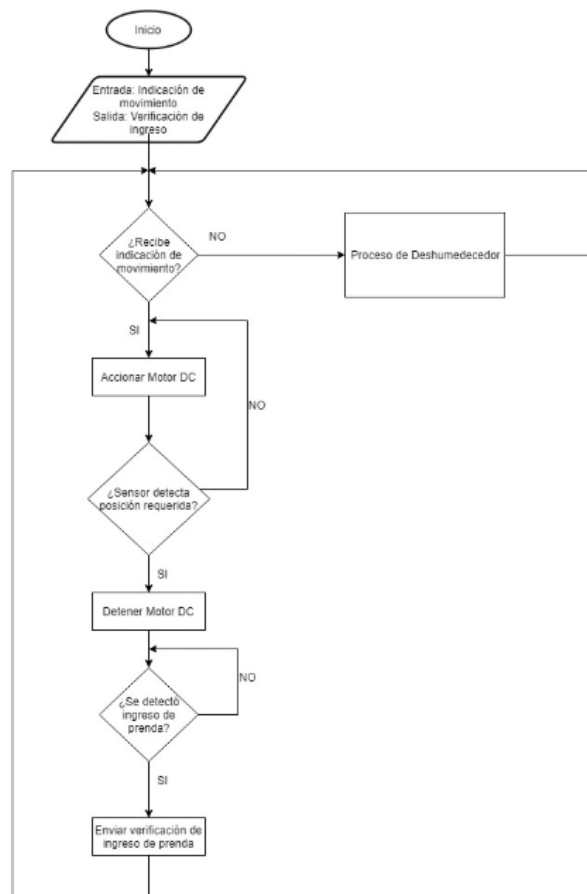 Inicio
Entrada: Indicación de
movimiento
Salida: Verificación de
ingreso
¿Recibe
indicación de
movimiento?
NO
Proceso de Deshumedecedor
SI
Accionar Motor DC
NO
¿Sensor detecta
posición requerida?
SI
Detener Motor DC
NO
¿Se detectó
ingreso de
prenda?
SI
Enviar verificación de
ingreso de prenda